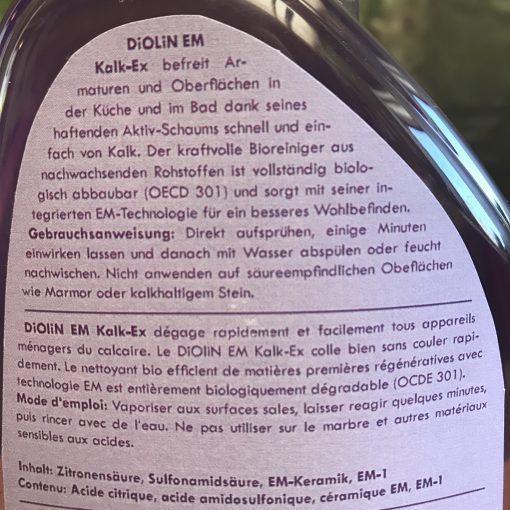 DiOLiN EM
Kalk-Ex befreit Ar-
maturen und Oberflächen in
der Küche und im Bad dank seines
haftenden Aktiv-Schaums schnell und ein-
fach von Kalk. Der kraftvolle Bioreiniger aus
nachwachsenden Rohstoffen ist vollständig biolo-
gisch abbaubar (OECD 301) und sorgt mit seiner in-
tegrierten EM-Technologie für ein besseres Wohlbefinden.
Gebrauchsanweisung: Direkt aufsprühen, einige Minuten
einwirken lassen und danach mit Wasser abspülen oder feucht
nachwischen. Nicht anwenden auf säureempfindlichen Obeflächen
wie Marmor oder kalkhaltigem Stein.
DiOLiN EM Kalk-Ex dégage rapidement et facilement tous appareils
ménagers du calcaire. Le DiOLiN EM Kalk-Ex colle bien sans couler rapi-
dement. Le nettoyant bio efficient de matières premières régénératives avec
technologie EM est entièrement biologiquement dégradable (OCDE 301).
Mode d'emploi: Vaporiser aux surfaces sales, laisser reagir quelques minutes,
puis rincer avec de l'eau. Ne pas utiliser sur le marbre et autres matériaux
sensibles aux acides.
Inhalt: Zitronensäure, Sulfonamidsäure, EM-Keramik, EM-1
Contenu: Acide citrique, acide amidosulfonique, céramique EM, EM-1